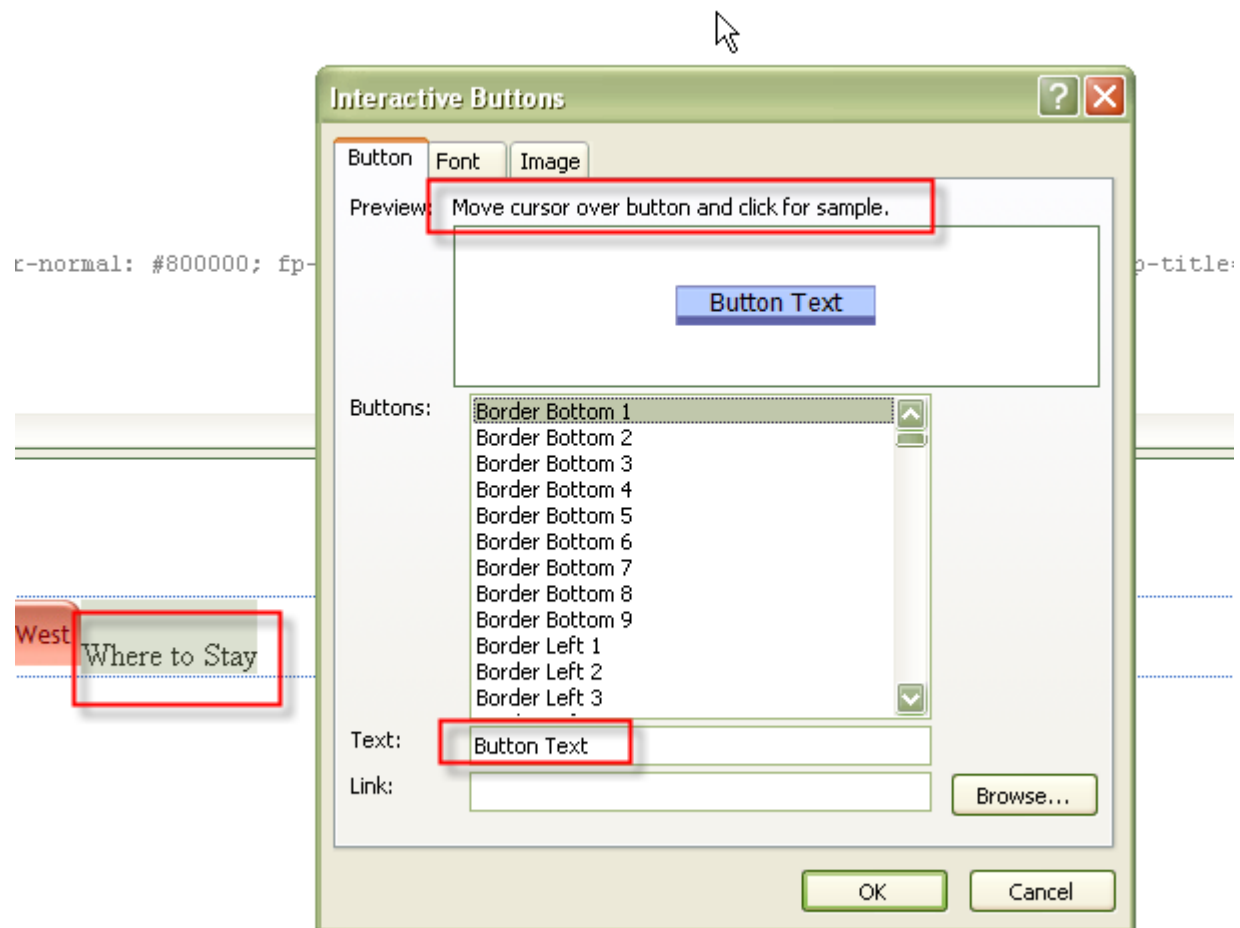 Interactive Buttons
Button Font Image
Preview: Move cursor over button and click for sample.
r-normal: #800000; fp- p-title=
Button Text
Buttons:
Border Bottom 1
Border Bottom 2
Border Bottom 3
Border Bottom 4
Border Bottom 5
Border Bottom 6
Border Bottom 7
Border Bottom 8
Border Bottom 9
Border Left 1
Border Left 2
Border Left 3
West
Where to Stay
Text: Button Text
Link:
Browse...
OK Cancel